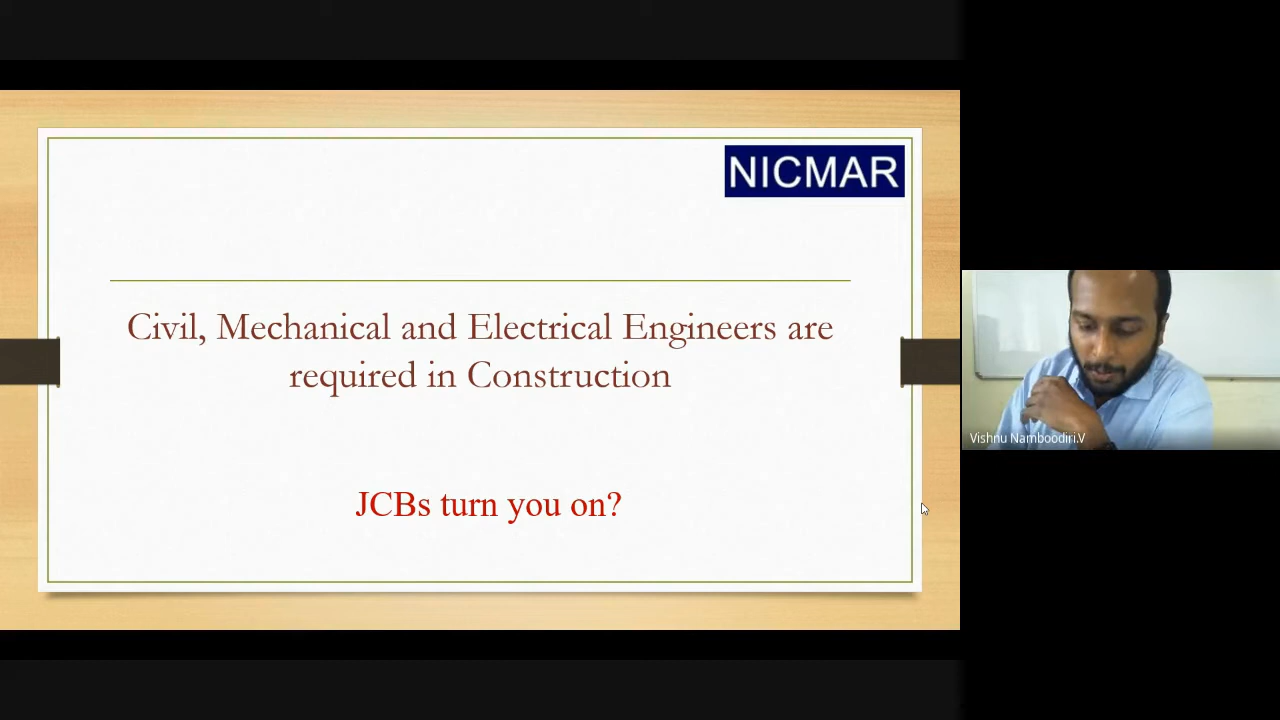 NICMAR
Civil, Mechanical and Electrical Engineers are
required in Construction
JCBs turn you on?
Vishnu Namboodiri.V